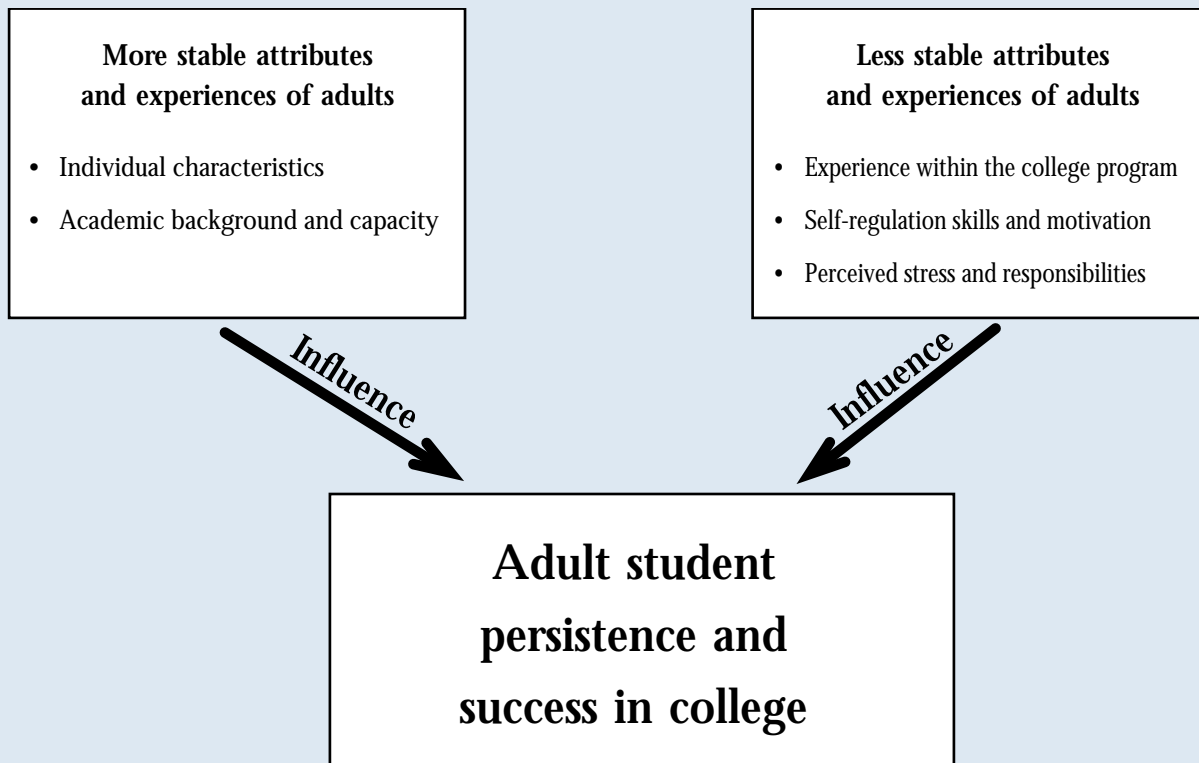 More stable attributes
and experiences of adults
• Individual characteristics
• Academic background and capacity
Less stable attributes
and experiences of adults
• Experience within the college program
• Self-regulation skills and motivation
• Perceived stress and responsibilities
Influence
Influence
Adult student
persistence and
success in college